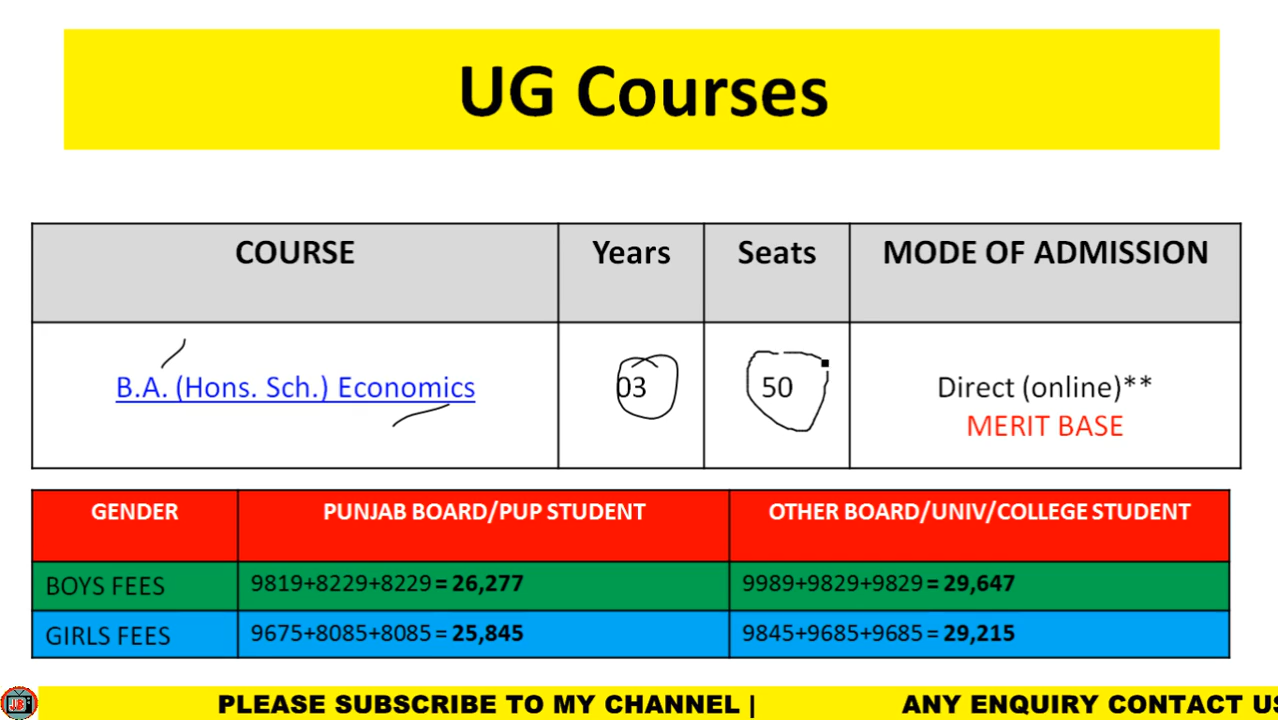 UG Courses
COURSE Years Seats MODE OF ADMISSION
B.A. (Hons. Sch.) Economics 03 50 Direct (online)**
MERIT BASE
GENDER PUNJAB BOARD/PUP STUDENT OTHER BOARD/UNIV/COLLEGE STUDENT
BOYS FEES 9819+8229+8229 = 26,277 9989+9829+9829 = 29,647
GIRLS FEES 9675+8085+8085 = 25,845 9845+9685+9685 = 29,215
PLEASE SUBSCRIBE TO MY CHANNEL | ANY ENQUIRY CONTACT US